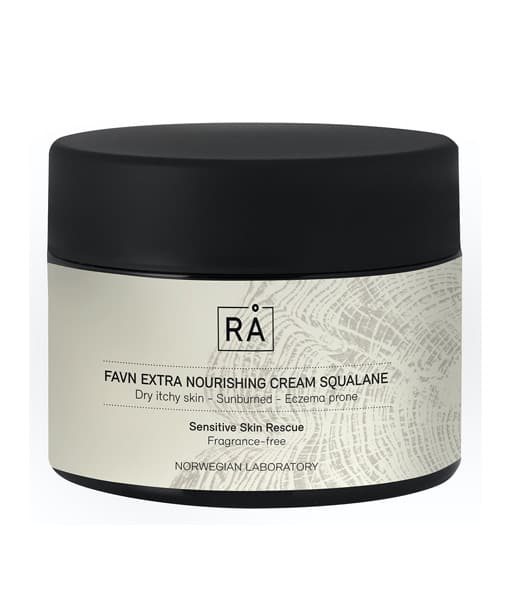 RÅ
FAVN EXTRA NOURISHING CREAM SQUALANE
Dry itchy skin - Sunburned - Eczema prone
Sensitive Skin Rescue
Fragrance-free
NORWEGIAN LABORATORY